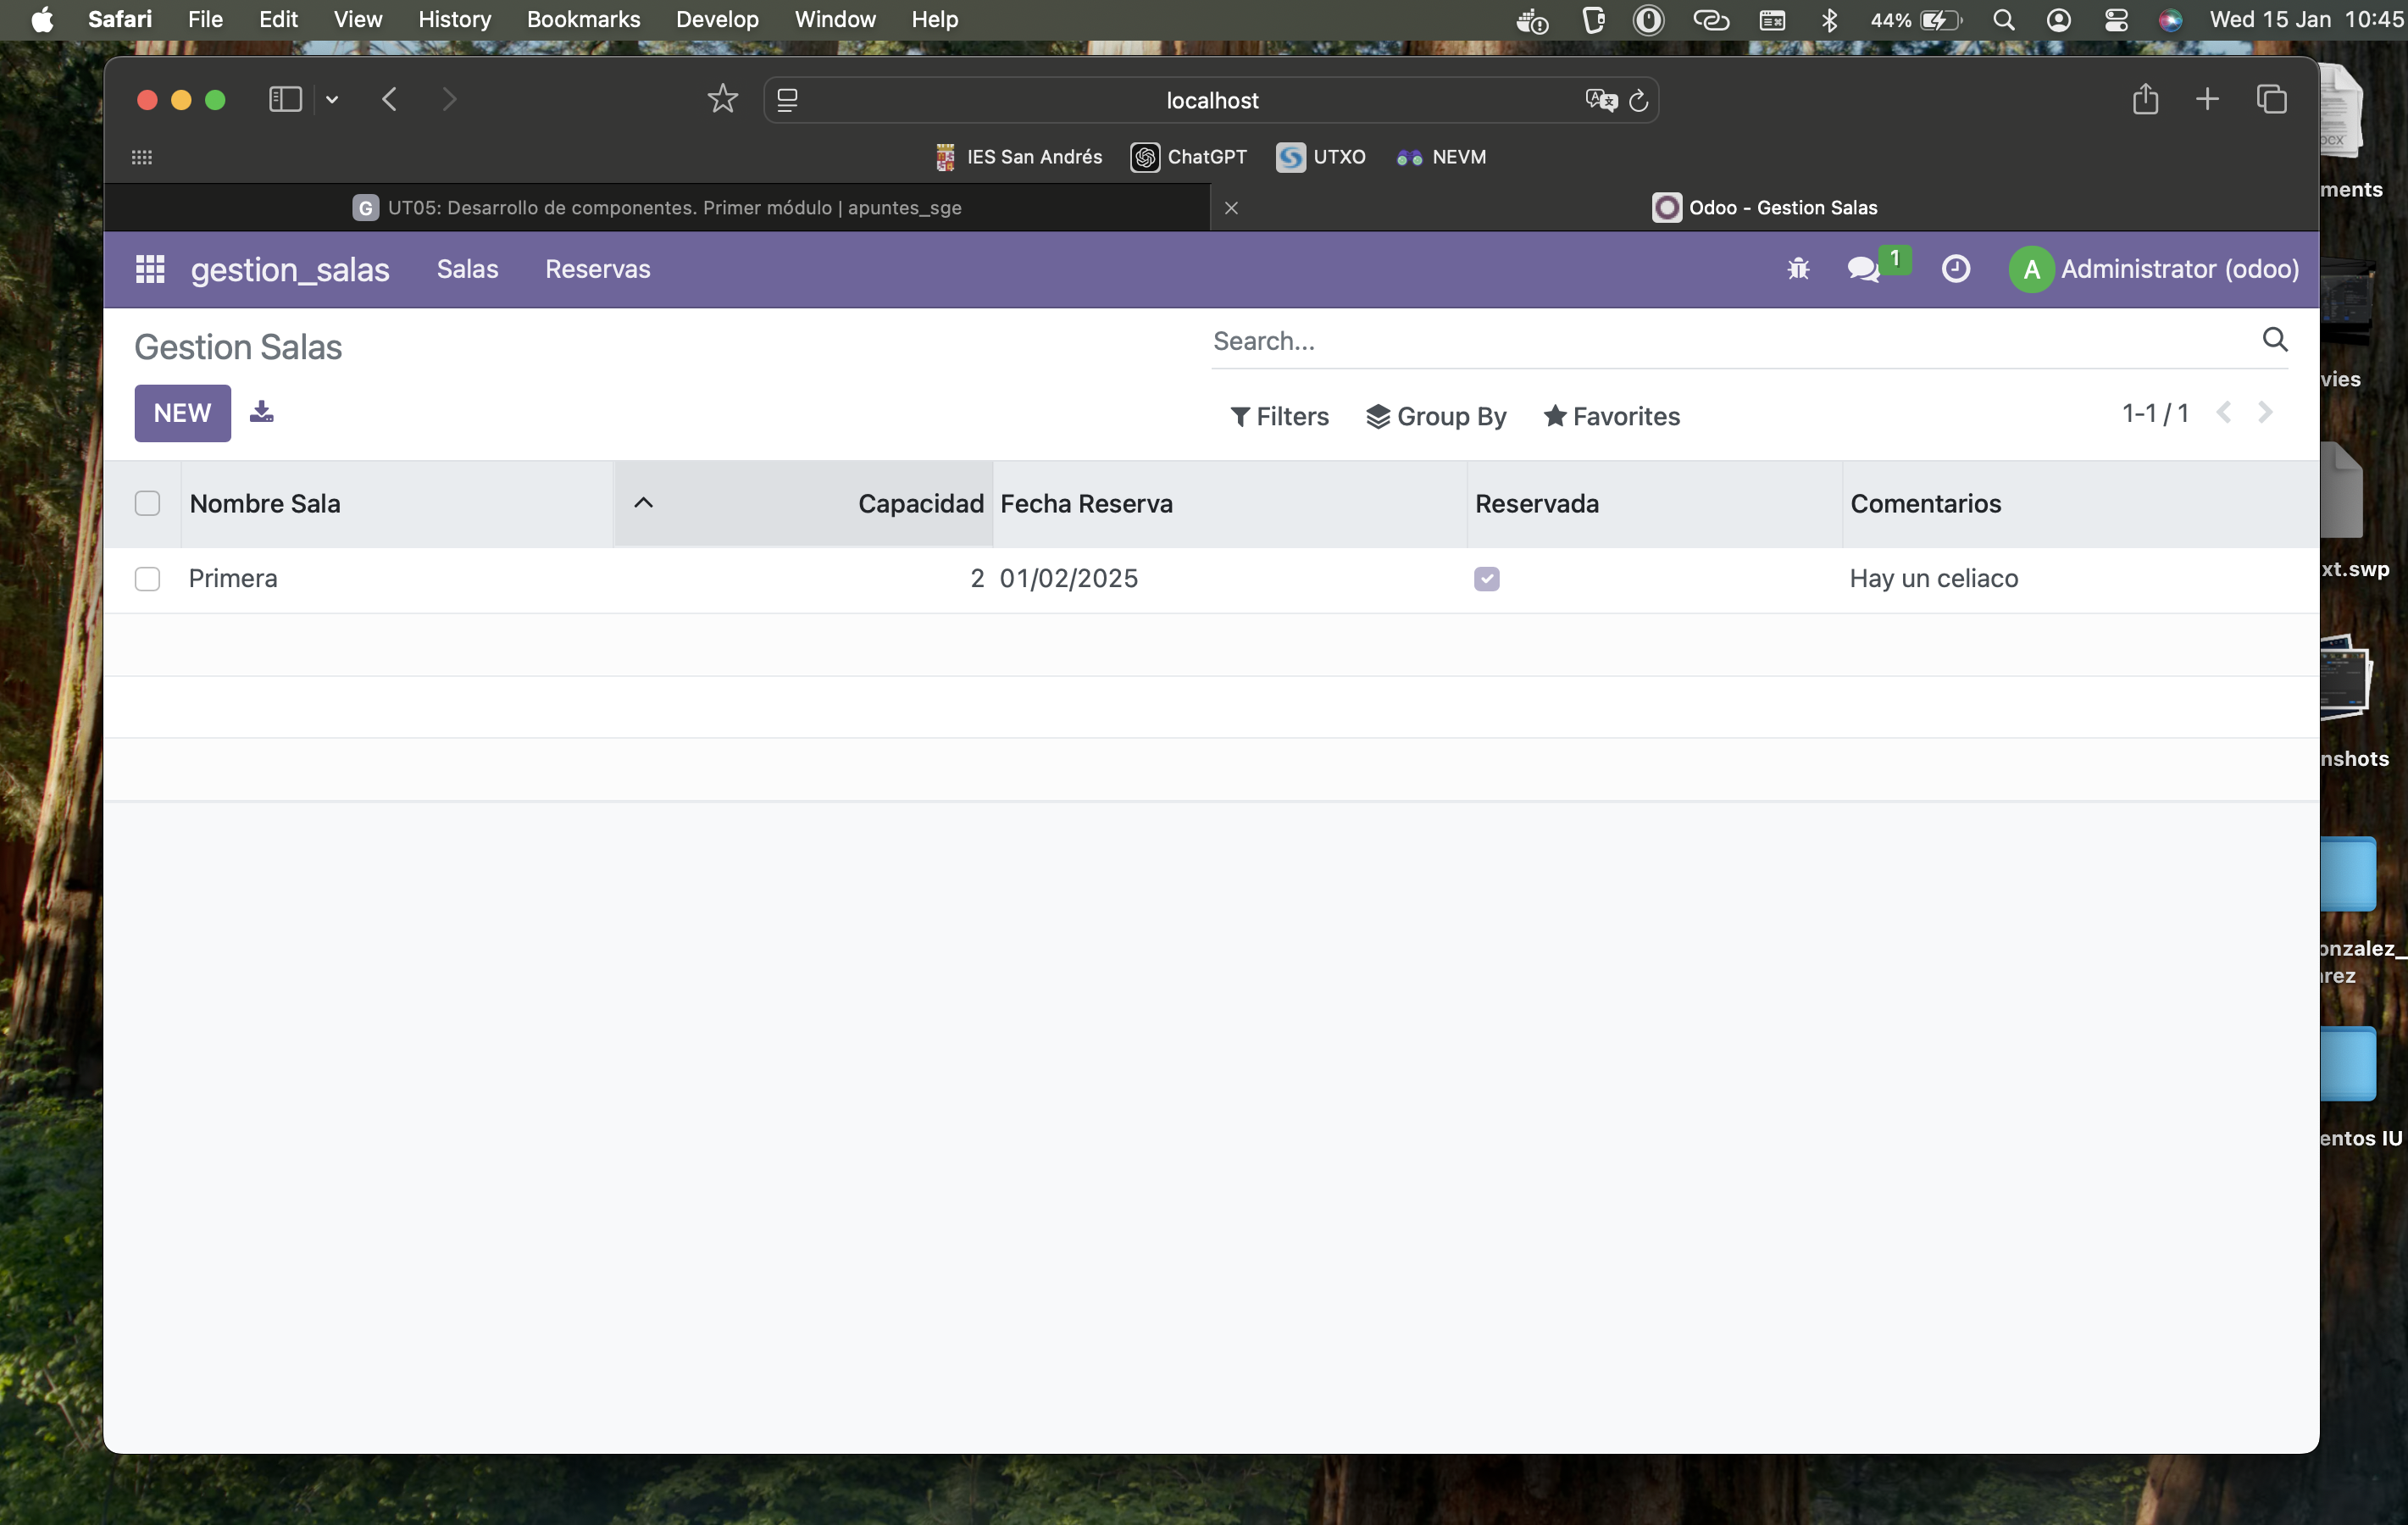 Safari File Edit View History Bookmarks Develop Window Help 44% Wed 15 Jan 10:45
localhost
IES San Andrés ChatGPT UTXO NEVM
G UT05: Desarrollo de componentes. Primer módulo | apuntes_sge Odoo - Gestion Salas
gestion_salas Salas Reservas 1 A Administrator (odoo)
Gestion Salas Search...
NEW Filters Group By Favorites 1-1 / 1
Nombre Sala Capacidad Fecha Reserva Reservada Comentarios
Primera 2 01/02/2025 Hay un celiaco
ocx
ments
vies
xt.swp
nshots
onzalez_
rez
entos IU